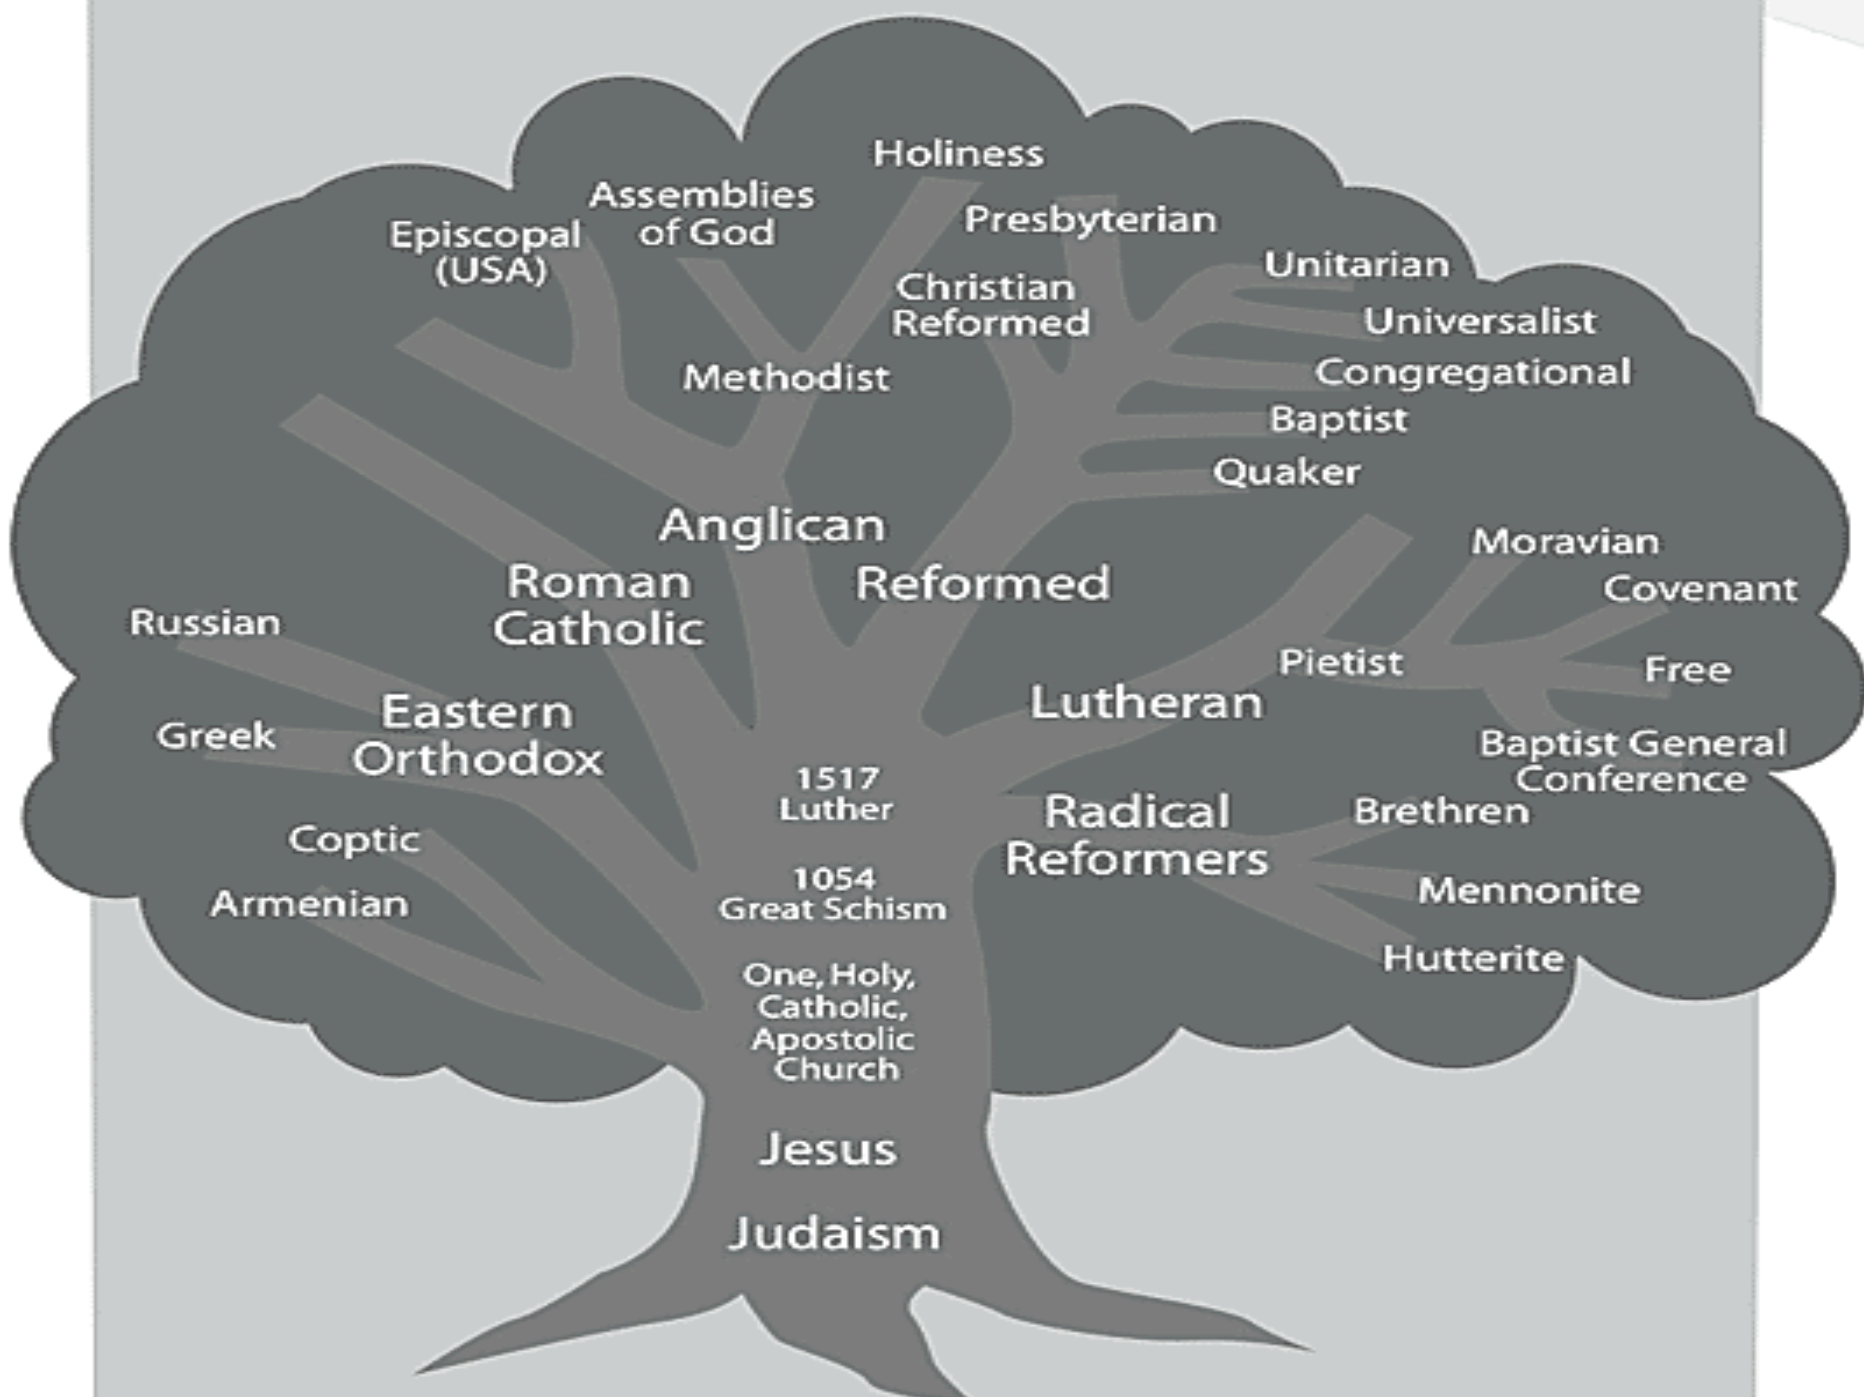 Holiness
Assemblies
of God
Episcopal
(USA)
Presbyterian
Unitarian
Christian
Reformed
Universalist
Methodist
Congregational
Baptist
Quaker
Anglican
Moravian
Roman
Catholic
Reformed
Covenant
Russian
Pietist
Free
Lutheran
Eastern
Orthodox
Greek
Baptist General
Conference
1517
Luther
Radical
Reformers
Brethren
Coptic
Armenian
1054
Great Schism
Mennonite
Hutterite
One, Holy,
Catholic,
Apostolic
Church
Jesus
Judaism